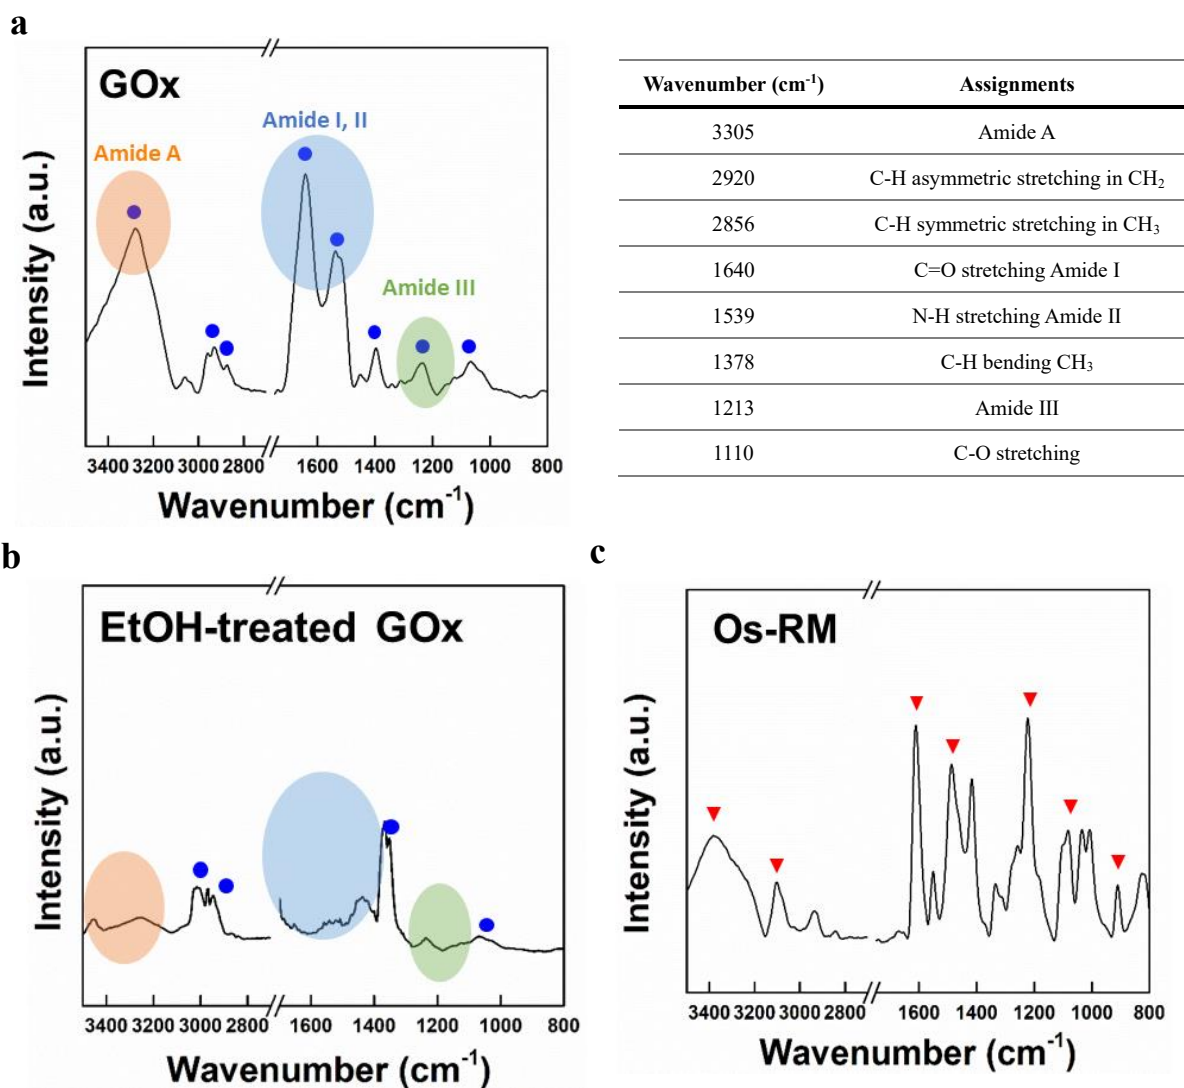 a
GOx
Amide A
Amide I, II
Amide III
Intensity (a.u.)
3400 3200 3000 2800 1600 1400 1200 1000 800
Wavenumber (cm-1)
Wavenumber (cm-1) Assignments
3305 Amide A
2920 C-H asymmetric stretching in CH2
2856 C-H symmetric stretching in CH3
1640 C=O stretching Amide I
1539 N-H stretching Amide II
1378 C-H bending CH3
1213 Amide III
1110 C-O stretching
b
EtOH-treated GOx
Intensity (a.u.)
3400 3200 3000 2800 1600 1400 1200 1000 800
Wavenumber (cm-1)
c
Os-RM
Intensity (a.u.)
3400 3200 3000 2800 1600 1400 1200 1000 800
Wavenumber (cm-1)